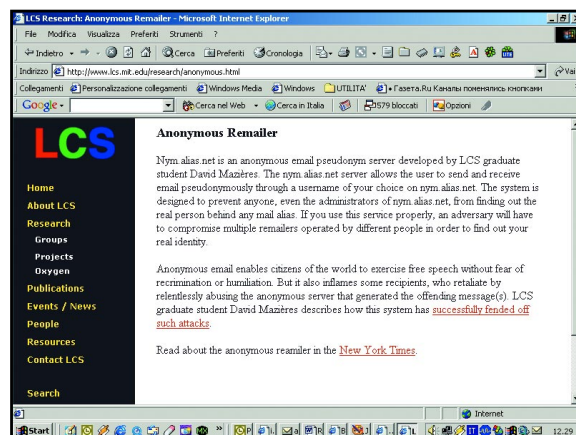 LCS Research: Anonymous Remailer - Microsoft Internet Explorer
File Modifica Visualizza Preferiti Strumenti ?
Indietro Cerca Preferiti Cronologia
Indirizzo http://www.lcs.mit.edu/research/anonymous.html Vai
Collegamenti Personalizzazione collegamenti Windows Media Windows UTILITA' Газета.Ru Каналы поменялись кнопками
Google Cerca nel Web Cerca in Italia 3579 bloccati Opzioni
LCS
Home
About LCS
Research
Groups
Projects
Oxygen
Publications
Events / News
People
Resources
Contact LCS
Search
Anonymous Remailer
Nym.alias.net is an anonymous email pseudonym server developed by LCS graduate
student David Mazières. The nym.alias.net server allows the user to send and receive
email pseudonymously through a username of your choice on nym.alias.net. The system is
designed to prevent anyone, even the administrators of nym.alias.net, from finding out the
real person behind any mail alias. If you use this service properly, an adversary will have
to compromise multiple remailers operated by different people in order to find out your
real identity.
Anonymous email enables citizens of the world to exercise free speech without fear of
recrimination or humiliation. But it also inflames some recipients, who retaliate by
relentlessly abusing the anonymous server that generated the offending message(s). LCS
graduate student David Mazières describes how this system has successfully fended off
such attacks.
Read about the anonymous reamiler in the New York Times.
Internet
Start 12.29